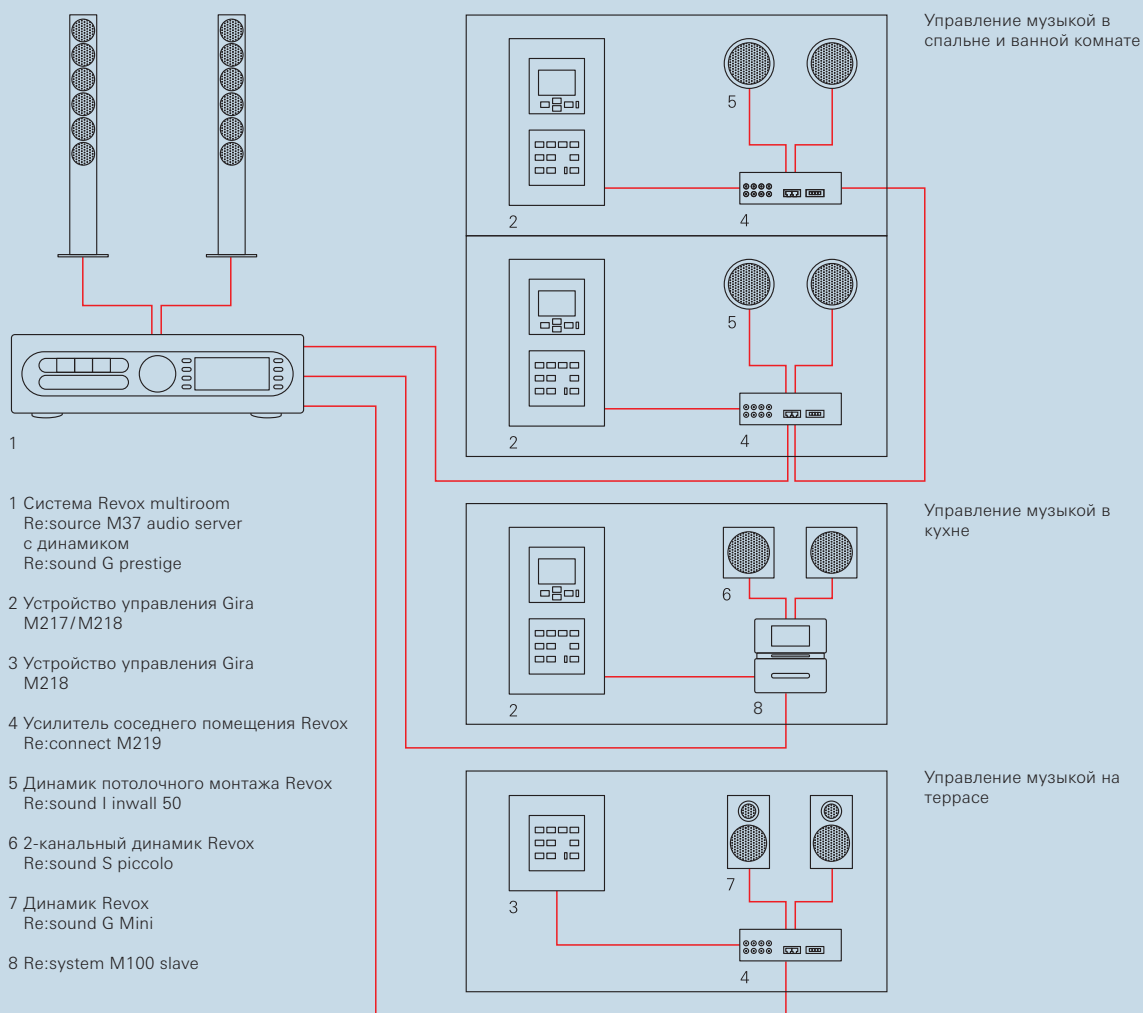 Управление музыкой в
спальне и ванной комнате
5
2
4
5
2
4
1
1 Система Revox multiroom
Re:source M37 audio server
с динамиком
Re:sound G prestige
2 Устройство управления Gira
M217/M218
3 Устройство управления Gira
M218
4 Усилитель соседнего помещения Revox
Re:connect M219
5 Динамик потолочного монтажа Revox
Re:sound I inwall 50
6 2-канальный динамик Revox
Re:sound S piccolo
7 Динамик Revox
Re:sound G Mini
8 Re:system M100 slave
Управление музыкой в
кухне
6
2
8
Управление музыкой на
террасе
7
3
4